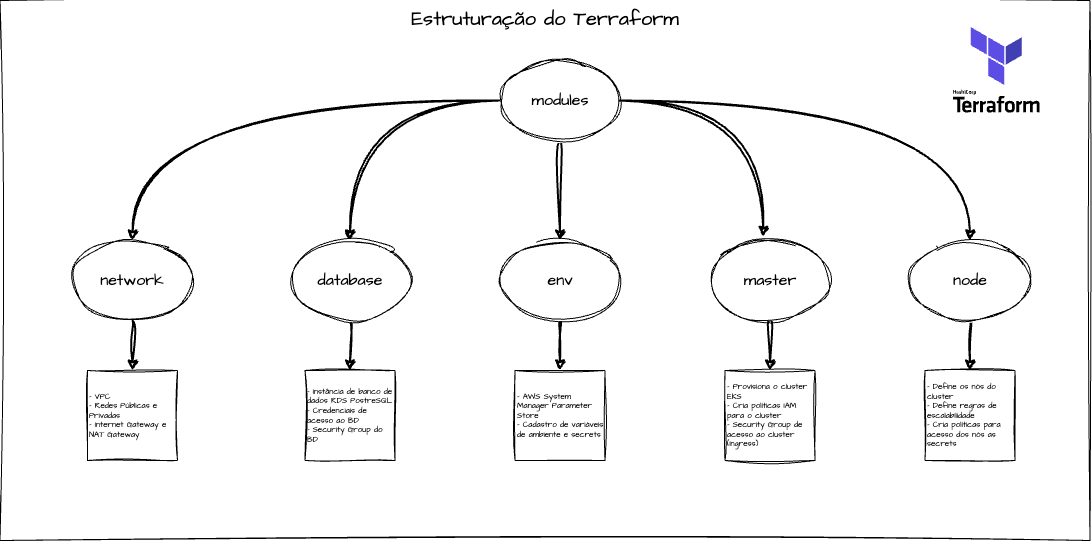 Estruturação do Terraform
HashiCorp
Terraform
modules
network
database
env
master
node
- VPC
- Redes Públicas e
Privadas
- Internet Gateway e
NAT Gateway
- Instância de banco de
dados RDS PostreSGL
- Credenciais de
acesso ao BD
- Security Group do
BD
- AWS System
Manager Parameter
Store
- Cadastro de variáveis
de ambiente e secrets
- Provisiona o cluster
EKS
- Cria políticas IAM
para o cluster
- Security Group de
acesso ao cluster
(ingress)
- Define os nós do
cluster
- Define regras de
escalabilidade
- Cria políticas para
acesso dos nós as
secrets